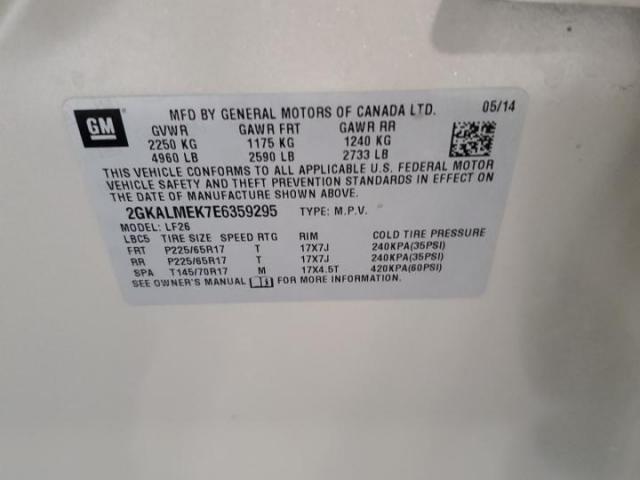 GM
MFD BY GENERAL MOTORS OF CANADA LTD. 05/14
GVWR GAWR FRT GAWR RR
2250 KG 1175 KG 1240 KG
4960 LB 2590 LB 2733 LB
THIS VEHICLE CONFORMS TO ALL APPLICABLE U.S. FEDERAL MOTOR
VEHICLE SAFETY AND THEFT PREVENTION STANDARDS IN EFFECT ON
THE DATE OF MANUFACTURE SHOWN ABOVE.
2GKALMEK7E6359295 TYPE: M.P.V.
MODEL: LF26
LBC5 TIRE SIZE SPEED RTG RIM COLD TIRE PRESSURE
FRT P225/65R17 T 17X7J 240KPA(35PSI)
RR P225/65R17 T 17X7J 240KPA(35PSI)
SPA T145/70R17 M 17X4.5T 420KPA(60PSI)
SEE OWNER'S MANUAL FOR MORE INFORMATION.